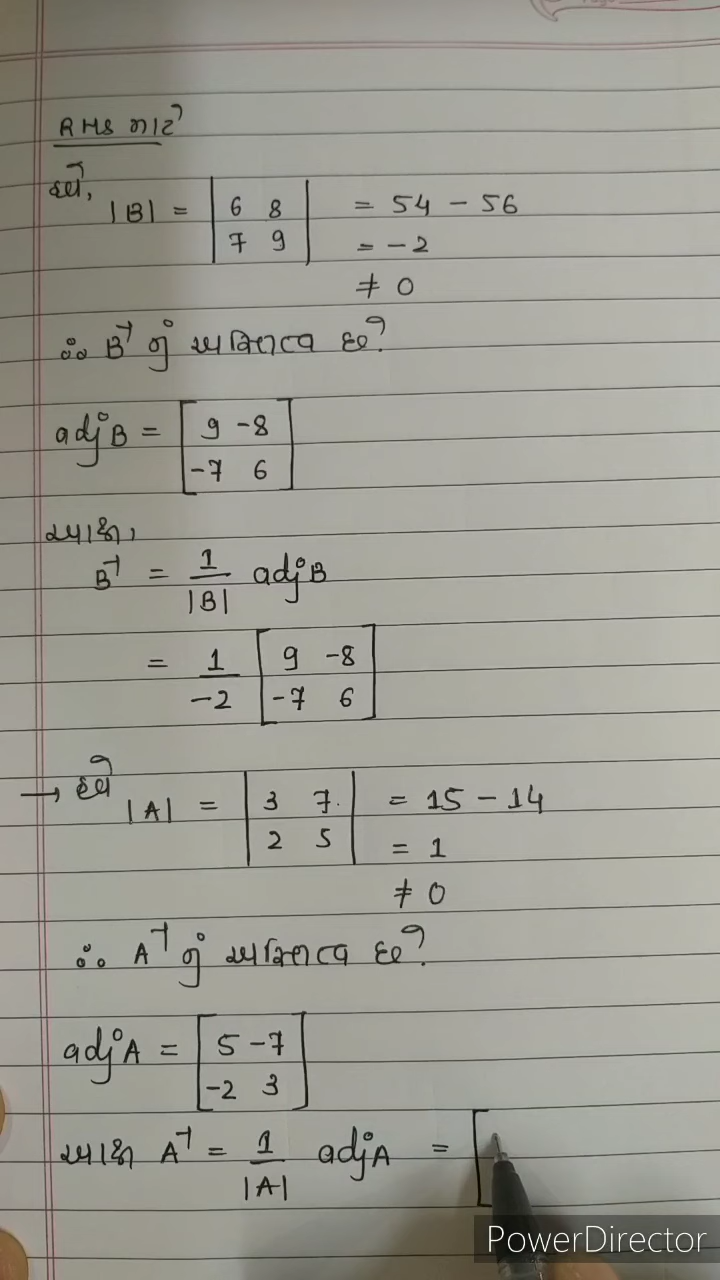 RHS માટે
હવે,
|B| = | 6 8 | = 54 - 56
| 7 9 | = -2
≠ 0
∴ B⁻¹ નું અસ્તિત્વ છે.
adj B = [ 9 -8
-7 6 ]
આથી,
B⁻¹ = 1/|B| adj B
= 1/-2 [ 9 -8
-7 6 ]
→ હવે
|A| = | 3 7 | = 15 - 14
| 2 5 | = 1
≠ 0
∴ A⁻¹ નું અસ્તિત્વ છે.
adj A = [ 5 -7
-2 3 ]
આથી A⁻¹ = 1/|A| adj A = [
PowerDirector